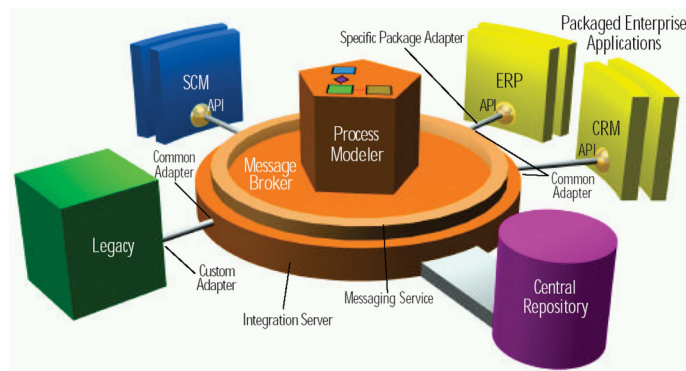 Packaged Enterprise
Applications
Specific Package Adapter
SCM
API
ERP
API
CRM
API
Process
Modeler
Message
Broker
Common
Adapter
Common
Adapter
Legacy
Custom
Adapter
Messaging Service
Integration Server
Central
Repository